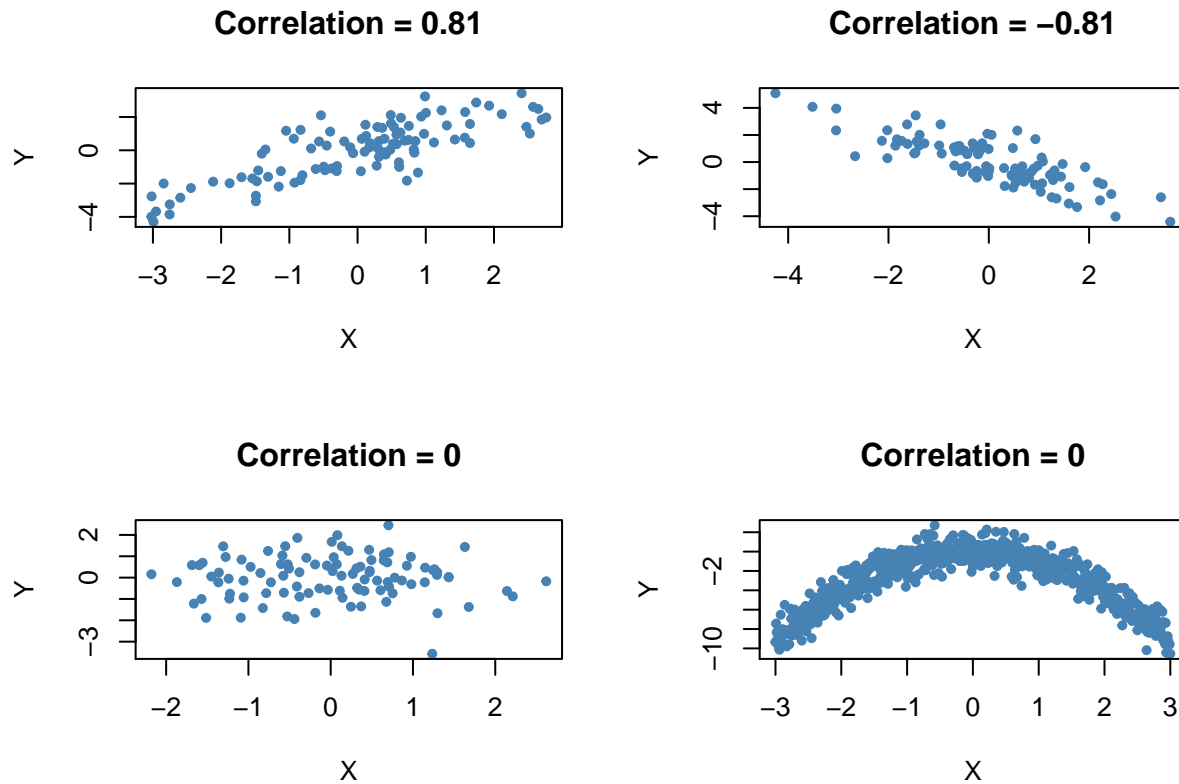 Correlation = 0.81
Y
0
−4
−3 −2 −1 0 1 2
X
Correlation = −0.81
Y
4
0
−4
−4 −2 0 2
X
Correlation = 0
Y
2
0
−3
−2 −1 0 1 2
X
Correlation = 0
Y
−2
−10
−3 −2 −1 0 1 2 3
X